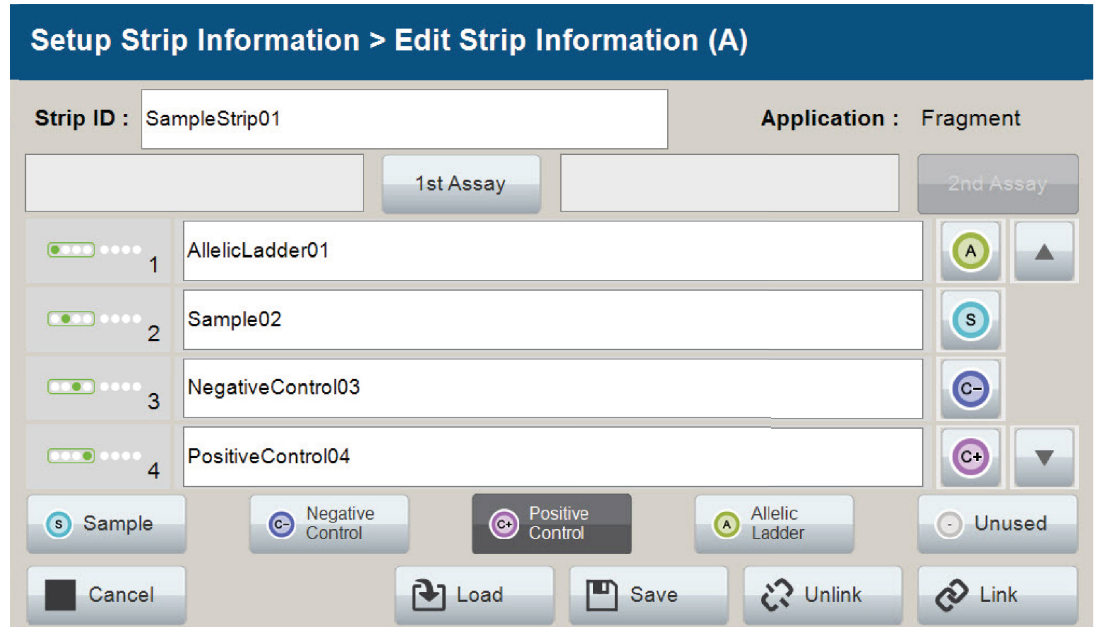 Setup Strip Information > Edit Strip Information (A)
Strip ID : SampleStrip01 Application : Fragment
1st Assay 2nd Assay
1 AllelicLadder01 A
2 Sample02 S
3 NegativeControl03 C-
4 PositiveControl04 C+
S Sample C- Negative Control C+ Positive Control A Allelic Ladder - Unused
Cancel Load Save Unlink Link